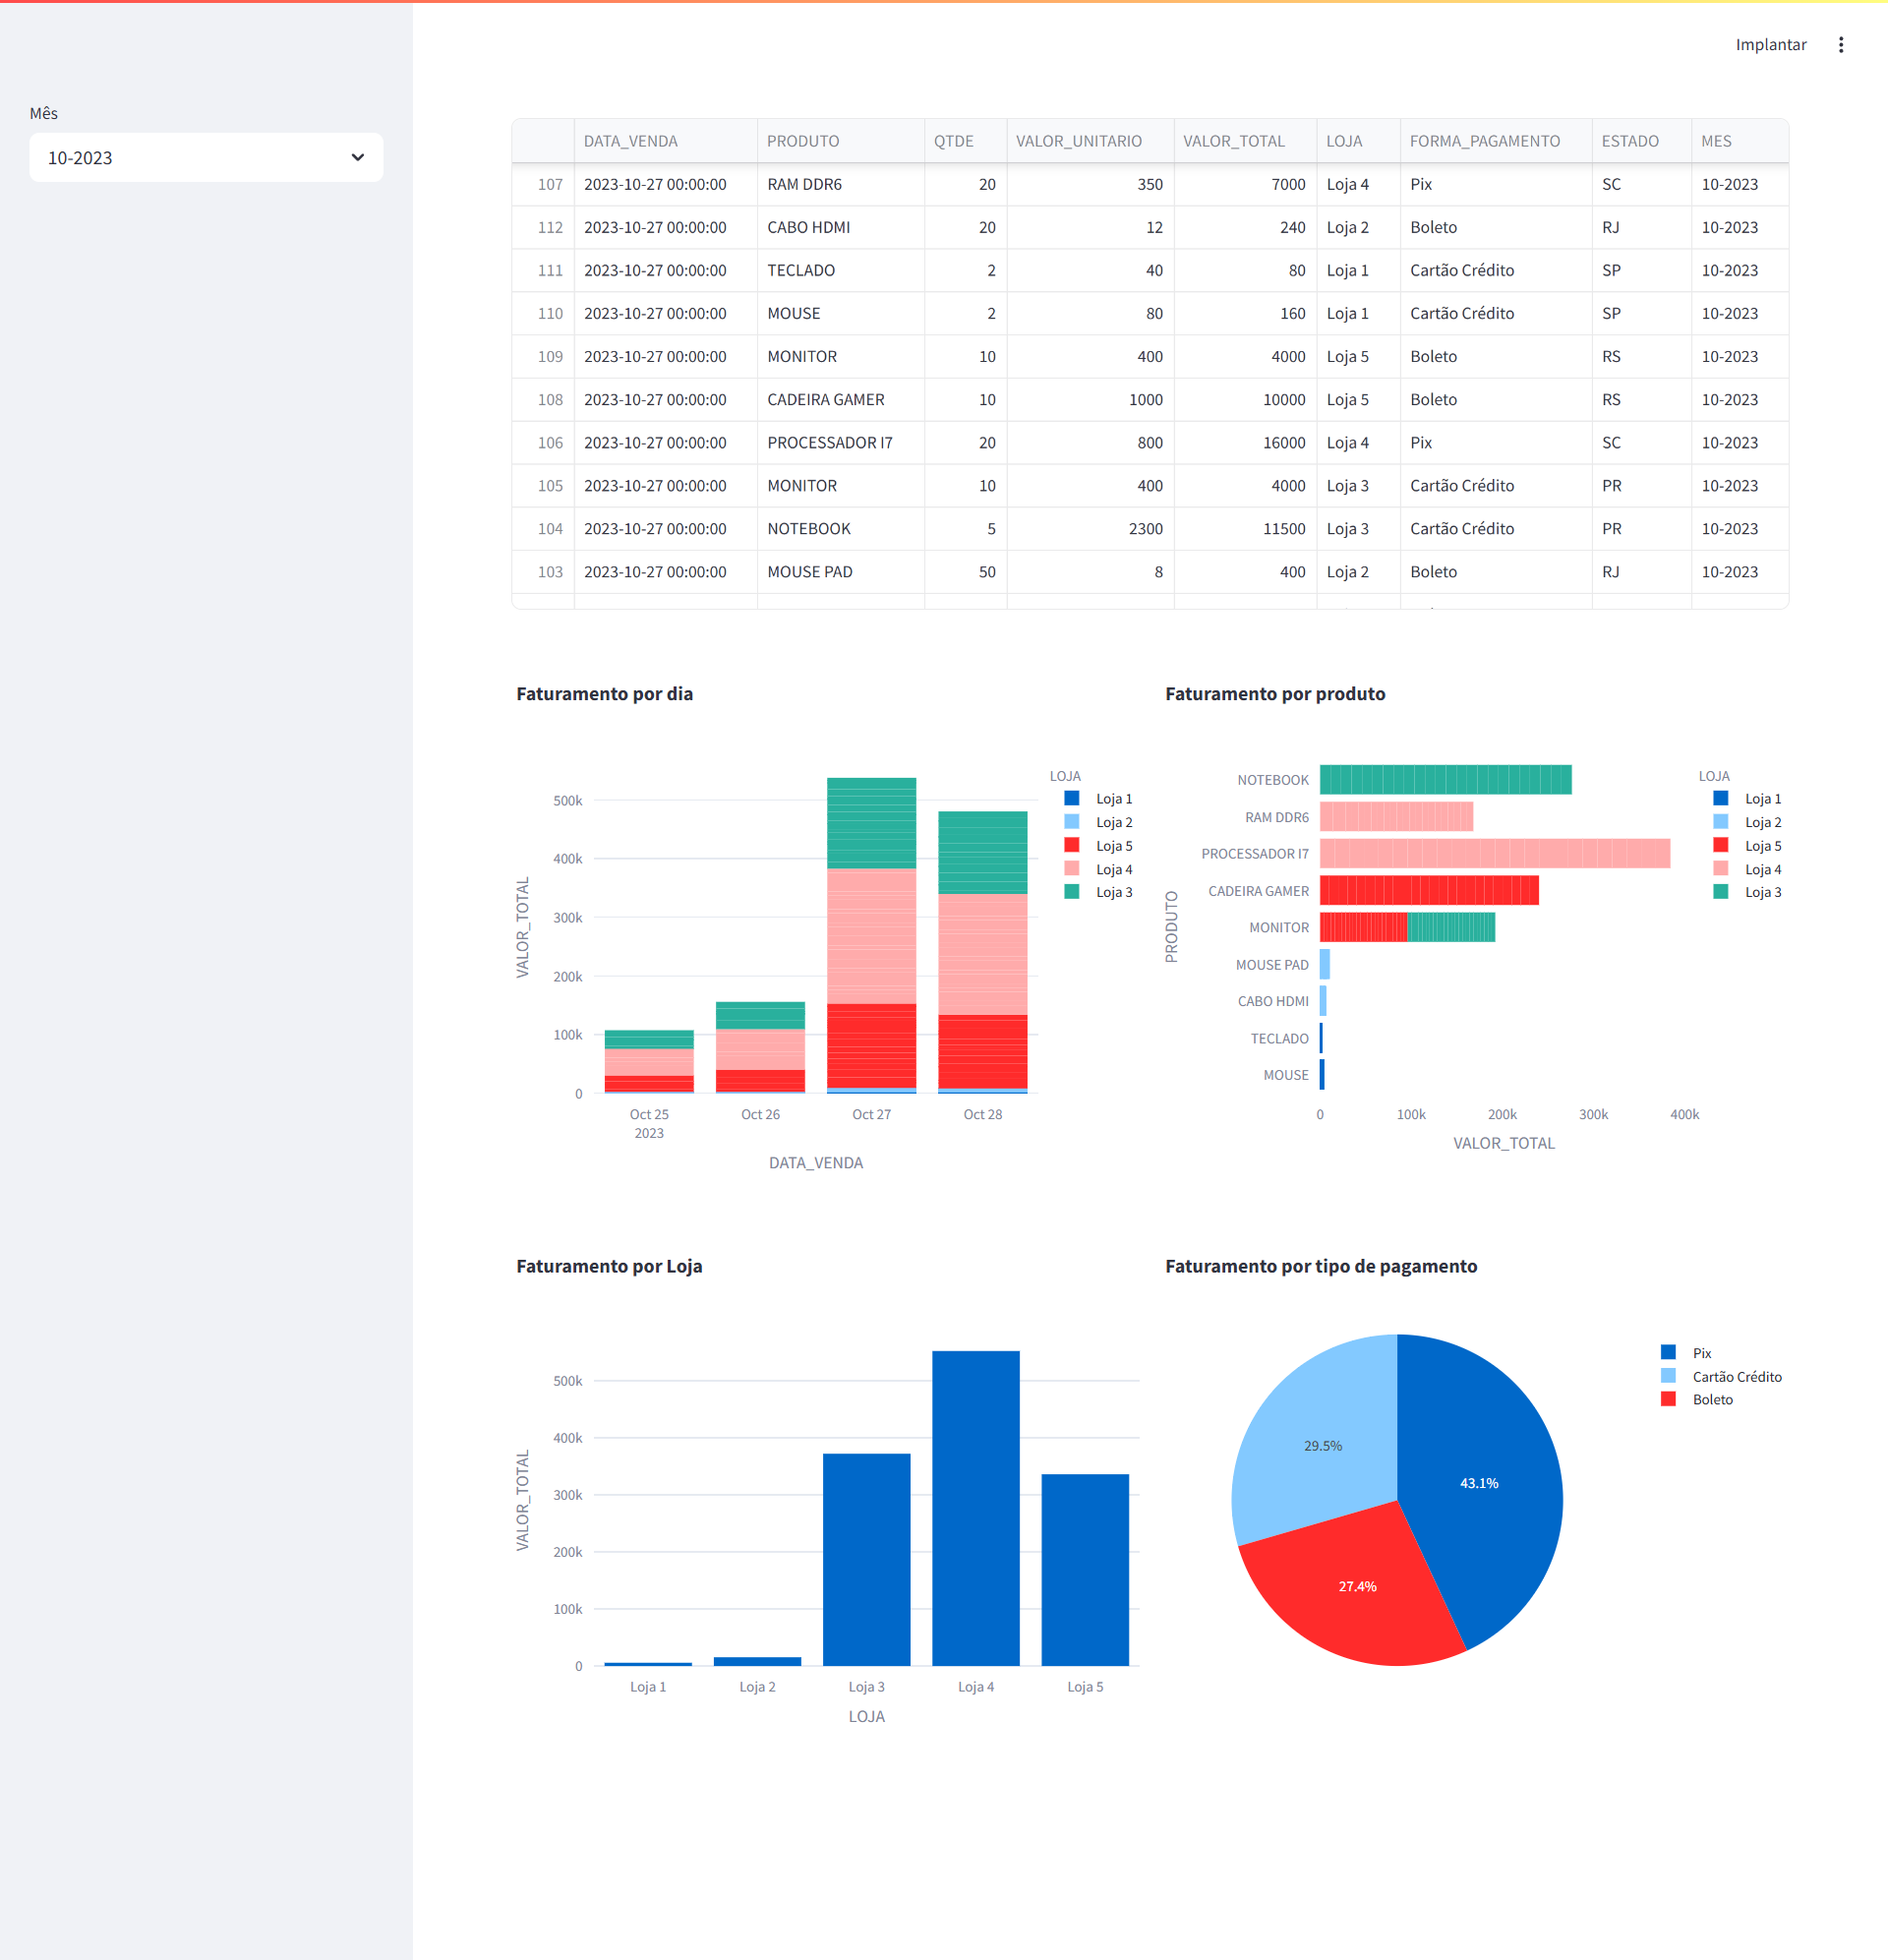 Implantar
Mês
10-2023
DATA_VENDA PRODUTO QTDE VALOR_UNITARIO VALOR_TOTAL LOJA FORMA_PAGAMENTO ESTADO MES
107 2023-10-27 00:00:00 RAM DDR6 20 350 7000 Loja 4 Pix SC 10-2023
112 2023-10-27 00:00:00 CABO HDMI 20 12 240 Loja 2 Boleto RJ 10-2023
111 2023-10-27 00:00:00 TECLADO 2 40 80 Loja 1 Cartão Crédito SP 10-2023
110 2023-10-27 00:00:00 MOUSE 2 80 160 Loja 1 Cartão Crédito SP 10-2023
109 2023-10-27 00:00:00 MONITOR 10 400 4000 Loja 5 Boleto RS 10-2023
108 2023-10-27 00:00:00 CADEIRA GAMER 10 1000 10000 Loja 5 Boleto RS 10-2023
106 2023-10-27 00:00:00 PROCESSADOR I7 20 800 16000 Loja 4 Pix SC 10-2023
105 2023-10-27 00:00:00 MONITOR 10 400 4000 Loja 3 Cartão Crédito PR 10-2023
104 2023-10-27 00:00:00 NOTEBOOK 5 2300 11500 Loja 3 Cartão Crédito PR 10-2023
103 2023-10-27 00:00:00 MOUSE PAD 50 8 400 Loja 2 Boleto RJ 10-2023
Faturamento por dia
VALOR_TOTAL
500k
400k
300k
200k
100k
0
Oct 25 Oct 26 Oct 27 Oct 28
2023
DATA_VENDA
LOJA
Loja 1
Loja 2
Loja 5
Loja 4
Loja 3
Faturamento por produto
PRODUTO
NOTEBOOK
RAM DDR6
PROCESSADOR I7
CADEIRA GAMER
MONITOR
MOUSE PAD
CABO HDMI
TECLADO
MOUSE
0 100k 200k 300k 400k
VALOR_TOTAL
LOJA
Loja 1
Loja 2
Loja 5
Loja 4
Loja 3
Faturamento por Loja
VALOR_TOTAL
500k
400k
300k
200k
100k
0
Loja 1 Loja 2 Loja 3 Loja 4 Loja 5
LOJA
Faturamento por tipo de pagamento
29.5%
43.1%
27.4%
Pix
Cartão Crédito
Boleto